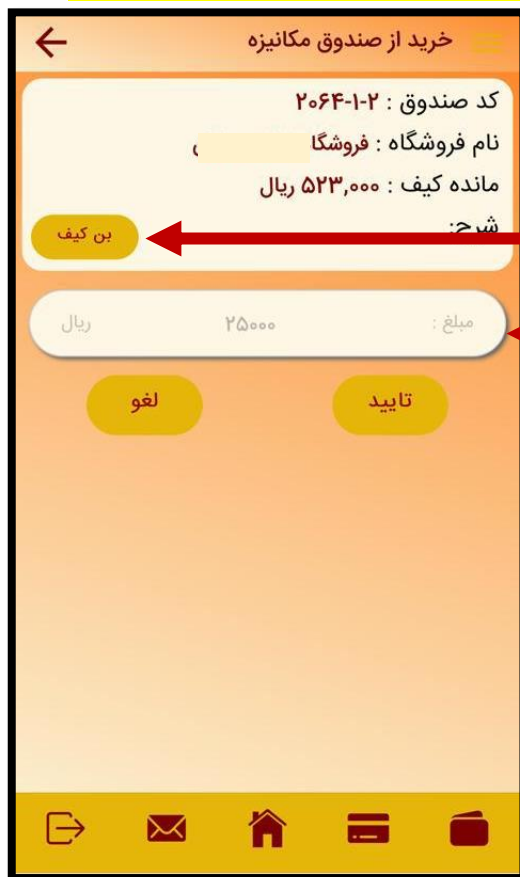 خرید از صندوق مکانیزه
کد صندوق : ۲۰۶۴-۱-۲
نام فروشگاه :
مانده کیف : ۵۲۳,۰۰۰ ریال
شرح:
بن کیف
مبلغ : ۲۵۰۰۰ ریال
تایید
لغو